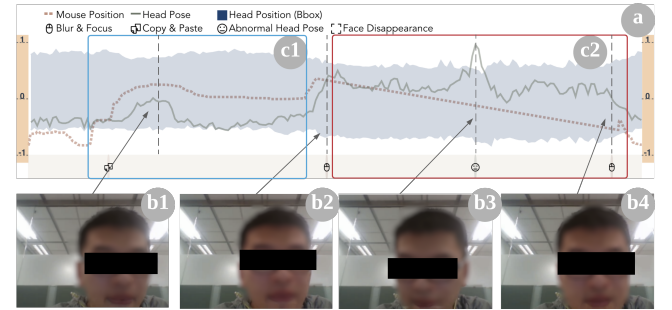 Mouse Position Head Pose Head Position (Bbox) a
Blur & Focus Copy & Paste Abnormal Head Pose Face Disappearance
c1 c2
1. 1.
.0 .0
-1. -1.
b1 b2 b3 b4